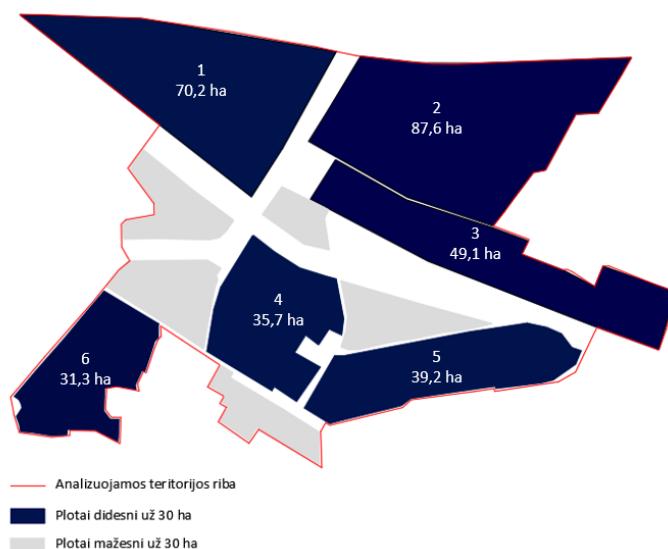 1
70,2 ha
2
87,6 ha
3
49,1 ha
4
35,7 ha
5
39,2 ha
6
31,3 ha
Analizuojamos teritorijos riba
Plotai didesni už 30 ha
Plotai mažesni už 30 ha